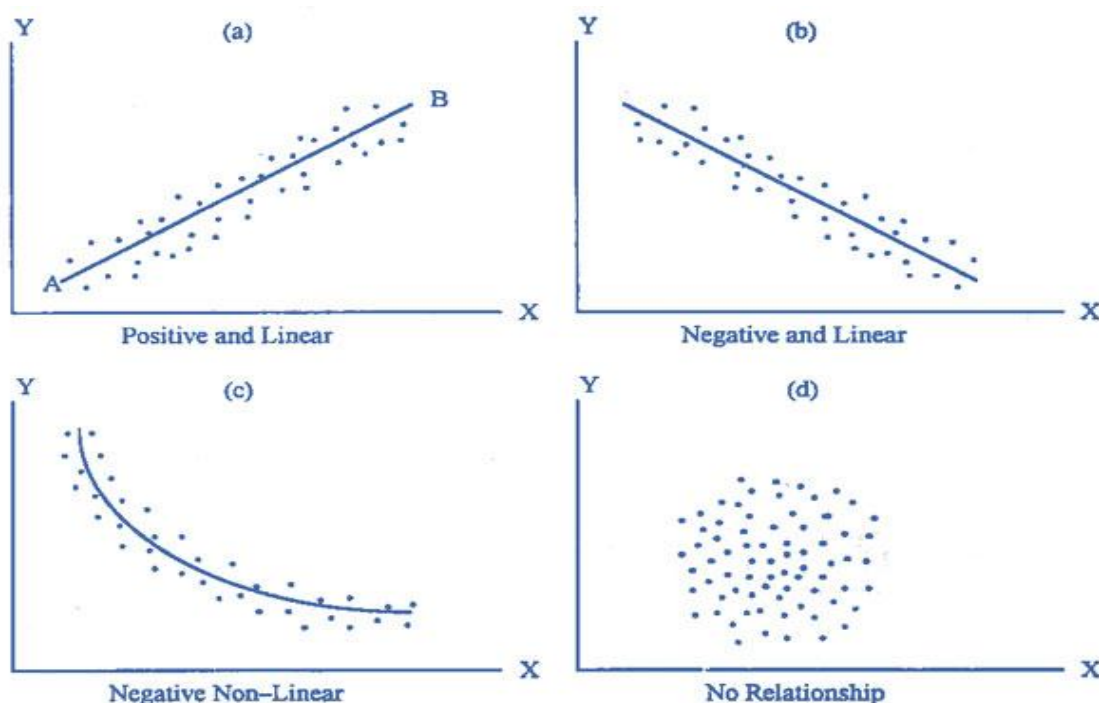 Y
(a)
B
A
X
Positive and Linear
Y
(b)
X
Negative and Linear
Y
(c)
X
Negative Non–Linear
Y
(d)
X
No Relationship